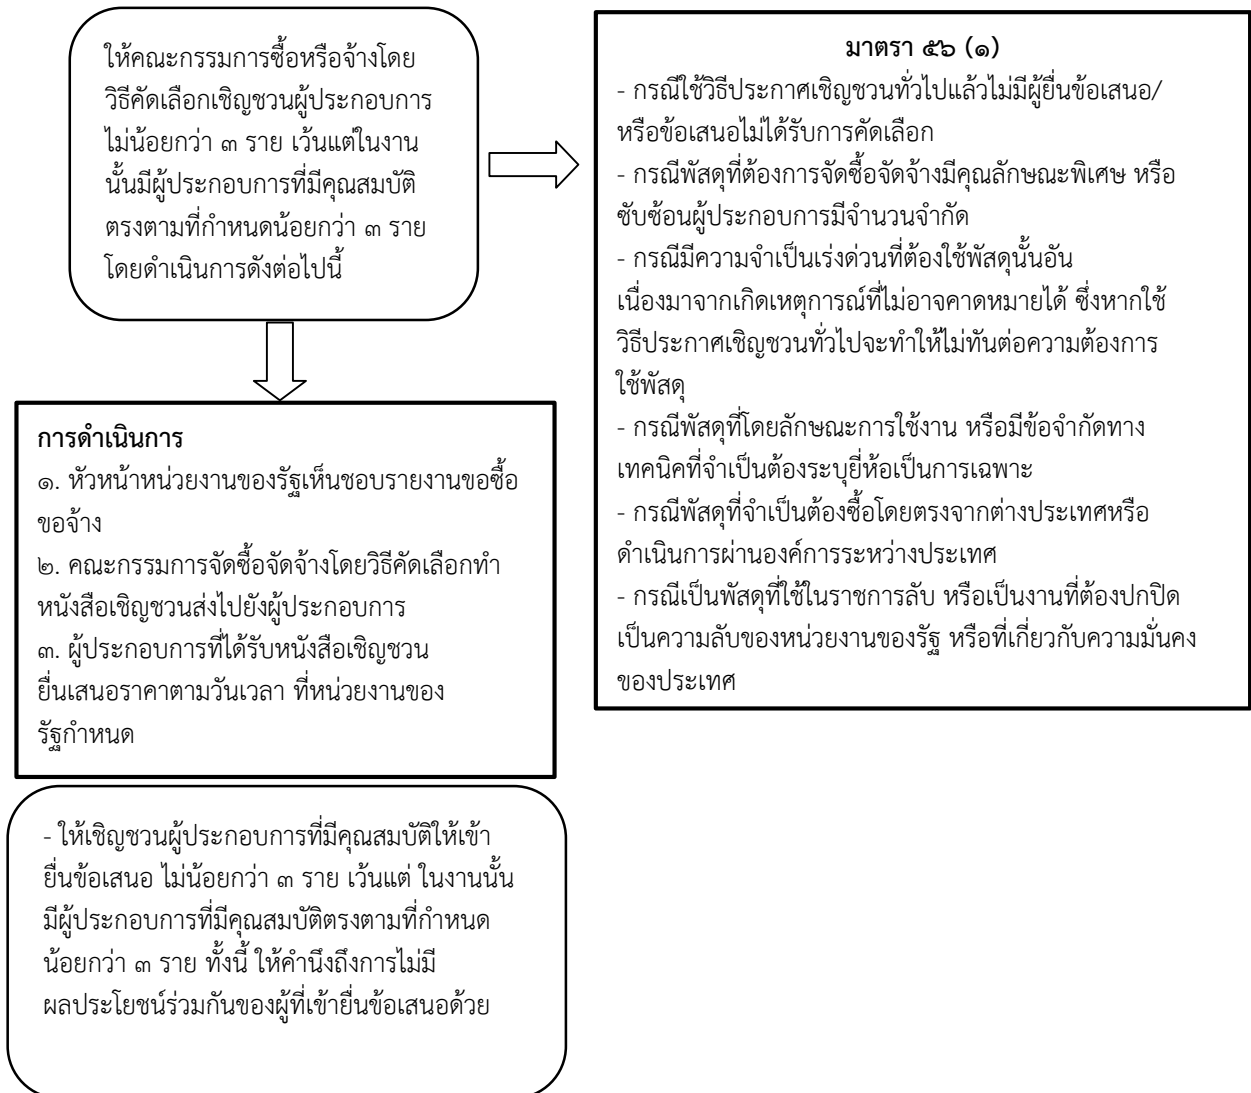 ให้คณะกรรมการซื้อหรือจ้างโดย
วิธีคัดเลือกเชิญชวนผู้ประกอบการ
ไม่น้อยกว่า ๓ ราย เว้นแต่ในงาน
นั้นมีผู้ประกอบการที่มีคุณสมบัติ
ตรงตามที่กำหนดน้อยกว่า ๓ ราย
โดยดำเนินการดังต่อไปนี้
มาตรา ๕๖ (๑)
- กรณีใช้วิธีประกาศเชิญชวนทั่วไปแล้วไม่มีผู้ยื่นข้อเสนอ/
หรือข้อเสนอไม่ได้รับการคัดเลือก
- กรณีพัสดุที่ต้องการจัดซื้อจัดจ้างมีคุณลักษณะพิเศษ หรือ
ซับซ้อนผู้ประกอบการมีจำนวนจำกัด
- กรณีมีความจำเป็นเร่งด่วนที่ต้องใช้พัสดุนั้นอัน
เนื่องมาจากเกิดเหตุการณ์ที่ไม่อาจคาดหมายได้ ซึ่งหากใช้
วิธีประกาศเชิญชวนทั่วไปจะทำให้ไม่ทันต่อความต้องการ
ใช้พัสดุ
- กรณีพัสดุที่โดยลักษณะการใช้งาน หรือมีข้อจำกัดทาง
เทคนิคที่จำเป็นต้องระบุยี่ห้อเป็นการเฉพาะ
- กรณีพัสดุที่จำเป็นต้องซื้อโดยตรงจากต่างประเทศหรือ
ดำเนินการผ่านองค์การระหว่างประเทศ
- กรณีเป็นพัสดุที่ใช้ในราชการลับ หรือเป็นงานที่ต้องปกปิด
เป็นความลับของหน่วยงานของรัฐ หรือที่เกี่ยวกับความมั่นคง
ของประเทศ
การดำเนินการ
๑. หัวหน้าหน่วยงานของรัฐเห็นชอบรายงานขอซื้อ
ขอจ้าง
๒. คณะกรรมการจัดซื้อจัดจ้างโดยวิธีคัดเลือกทำ
หนังสือเชิญชวนส่งไปยังผู้ประกอบการ
๓. ผู้ประกอบการที่ได้รับหนังสือเชิญชวน
ยื่นเสนอราคาตามวันเวลา ที่หน่วยงานของ
รัฐกำหนด
- ให้เชิญชวนผู้ประกอบการที่มีคุณสมบัติให้เข้า
ยื่นข้อเสนอ ไม่น้อยกว่า ๓ ราย เว้นแต่ ในงานนั้น
มีผู้ประกอบการที่มีคุณสมบัติตรงตามที่กำหนด
น้อยกว่า ๓ ราย ทั้งนี้ ให้คำนึงถึงการไม่มี
ผลประโยชน์ร่วมกันของผู้ที่เข้ายื่นข้อเสนอด้วย